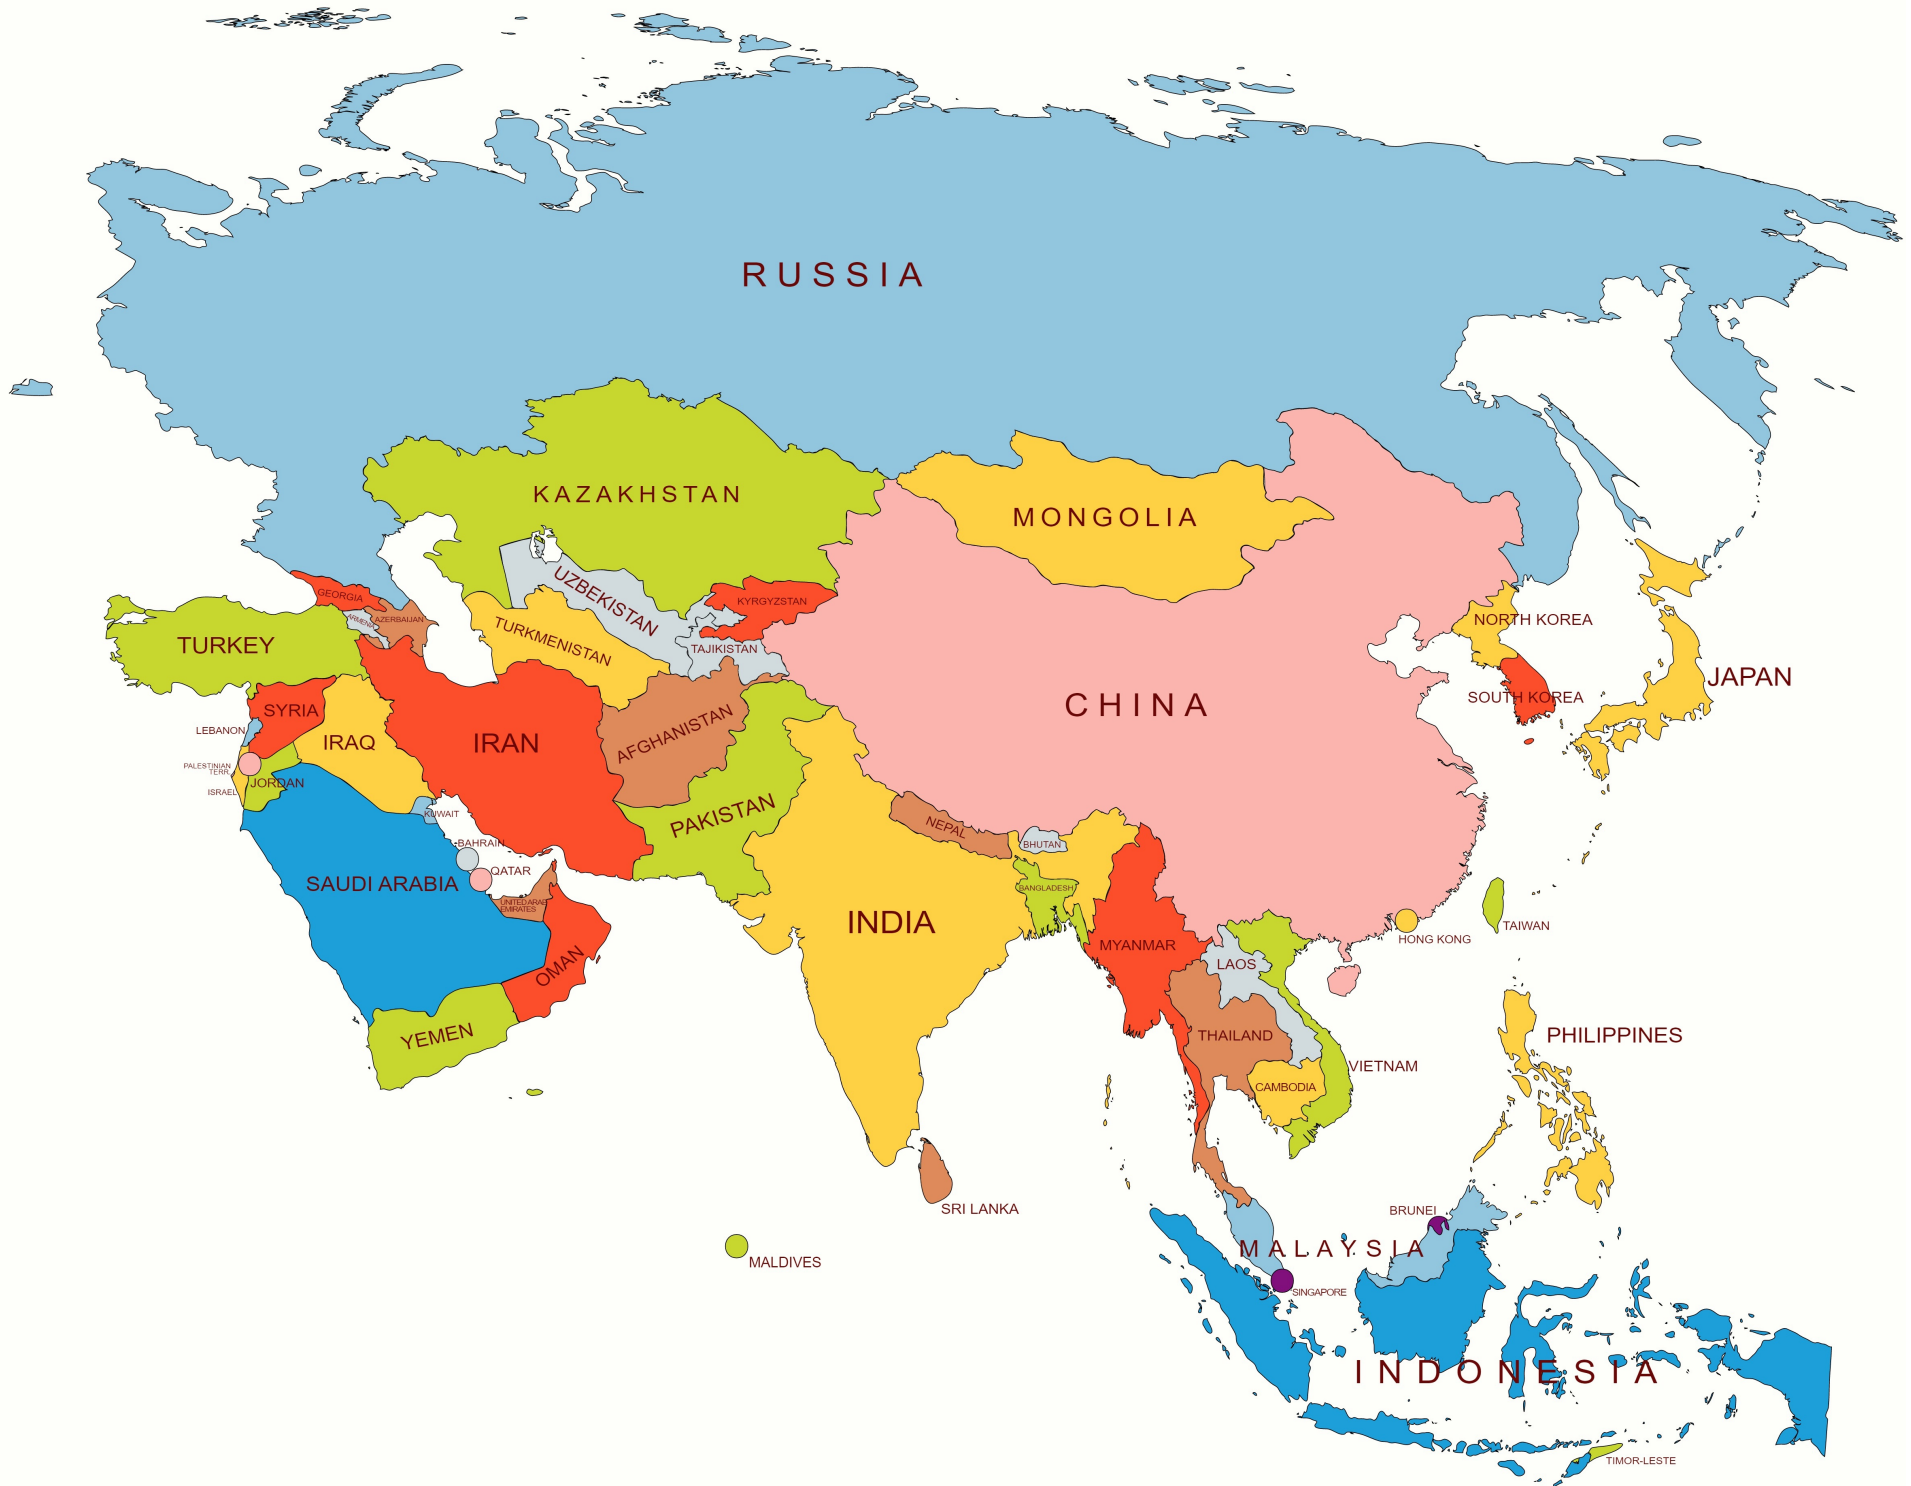 RUSSIA
KAZAKHSTAN
MONGOLIA
UZBEKISTAN
GEORGIA
KYRGYZSTAN
ARMENIA
AZERBAIJAN
NORTH KOREA
TURKEY
TURKMENISTAN
TAJIKISTAN
JAPAN
SOUTH KOREA
CHINA
SYRIA
LEBANON
IRAQ
IRAN
AFGHANISTAN
PALESTINIAN
TERR.
JORDAN
ISRAEL
KUWAIT
PAKISTAN
NEPAL
BHUTAN
BAHRAIN
QATAR
SAUDI ARABIA
BANGLADESH
UNITED ARAB
EMIRATES
INDIA
TAIWAN
HONG KONG
MYANMAR
OMAN
LAOS
YEMEN
THAILAND
PHILIPPINES
VIETNAM
CAMBODIA
SRI LANKA
BRUNEI
MALAYSIA
MALDIVES
SINGAPORE
INDONESIA
TIMOR-LESTE